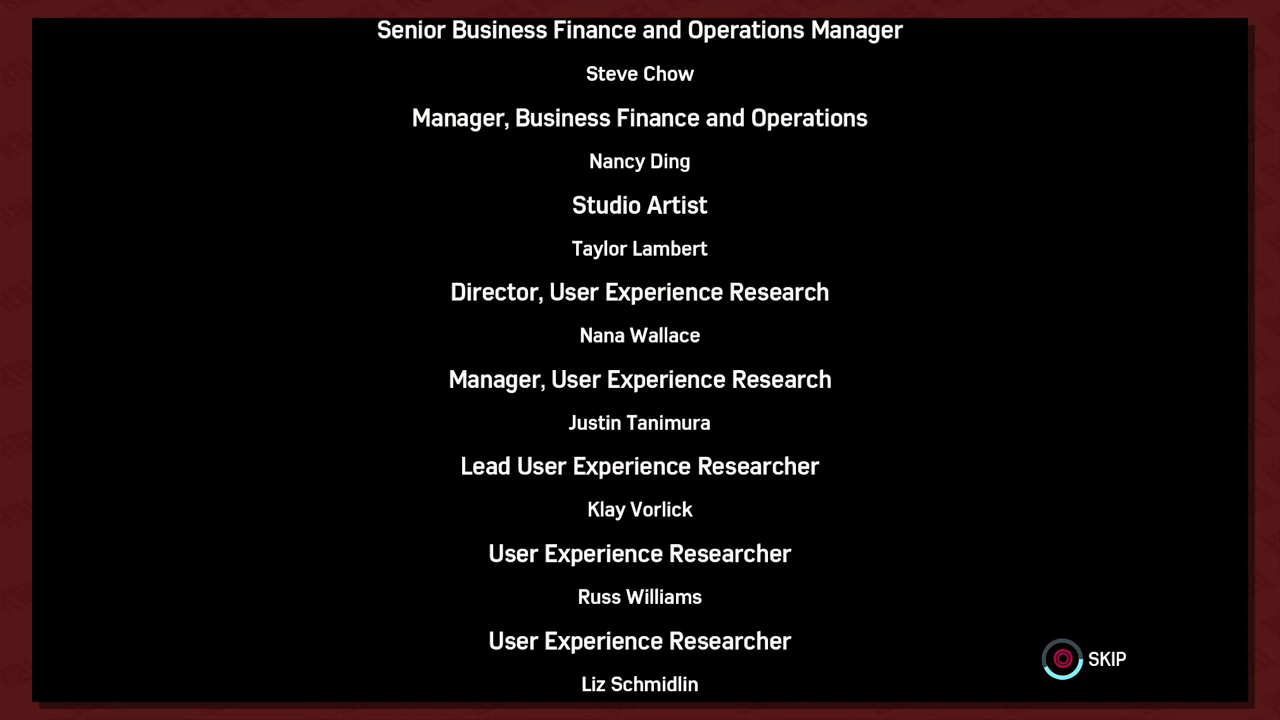 Senior Business Finance and Operations Manager
Steve Chow
Manager, Business Finance and Operations
Nancy Ding
Studio Artist
Taylor Lambert
Director, User Experience Research
Nana Wallace
Manager, User Experience Research
Justin Tanimura
Lead User Experience Researcher
Klay Vorlick
User Experience Researcher
Russ Williams
User Experience Researcher
Liz Schmidlin
SKIP